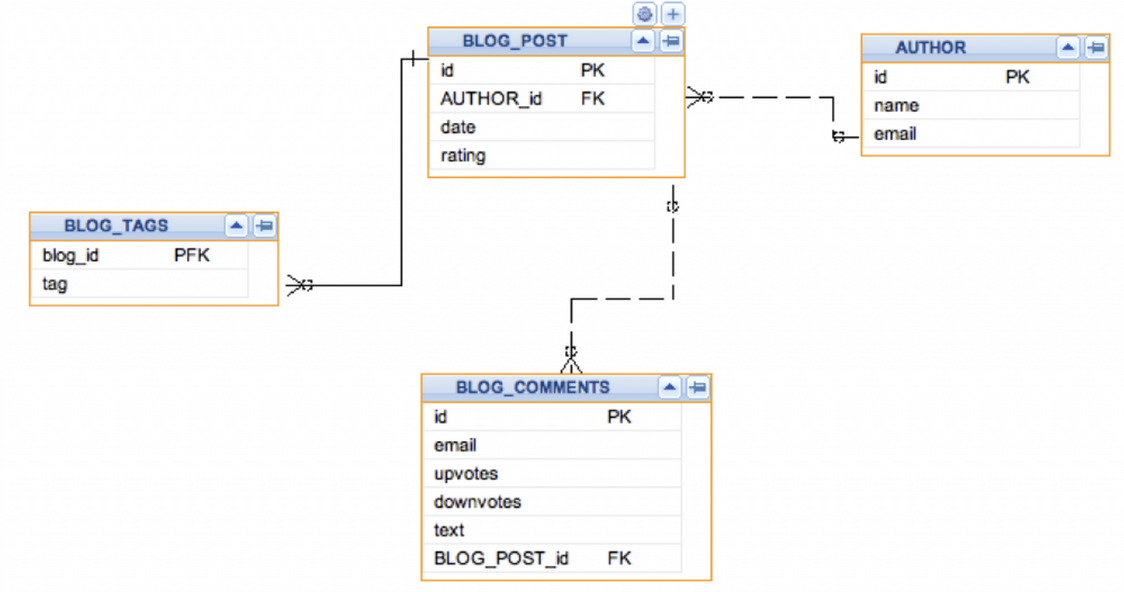 BLOG_POST
id PK
AUTHOR_id FK
date
rating
AUTHOR
id PK
name
email
BLOG_TAGS
blog_id PFK
tag
BLOG_COMMENTS
id PK
email
upvotes
downvotes
text
BLOG_POST_id FK